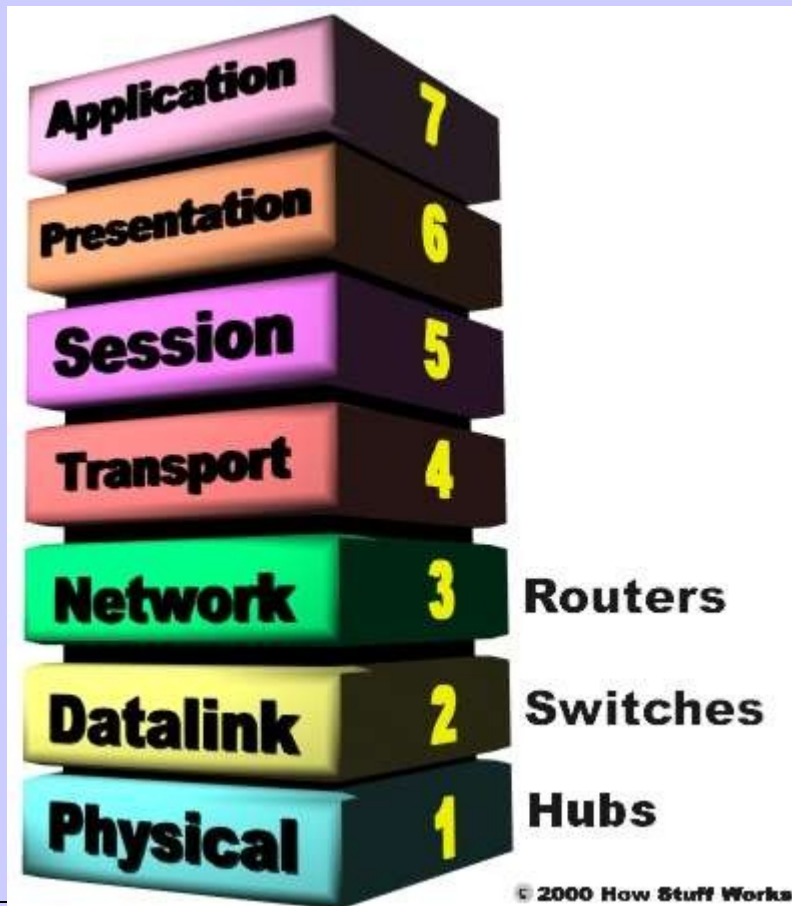 Application 7
Presentation 6
Session 5
Transport 4
Network 3 Routers
Datalink 2 Switches
Physical 1 Hubs
© 2000 How Stuff Works